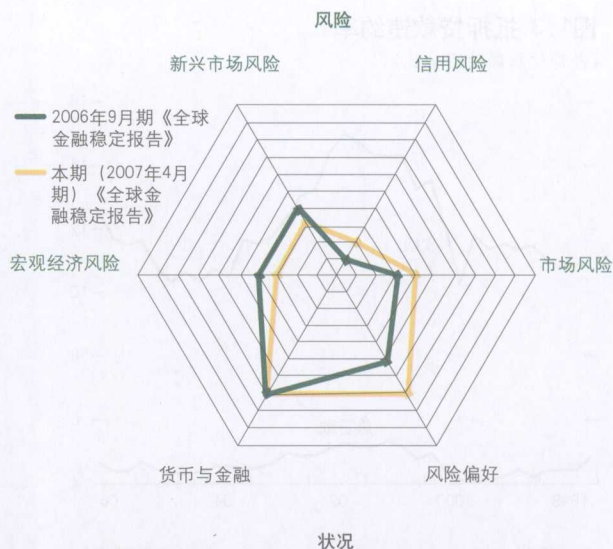 风险
新兴市场风险
信用风险
2006年9月期《全球
金融稳定报告》
本期（2007年4月
期）《全球金
融稳定报告》
宏观经济风险
市场风险
货币与金融
风险偏好
状况